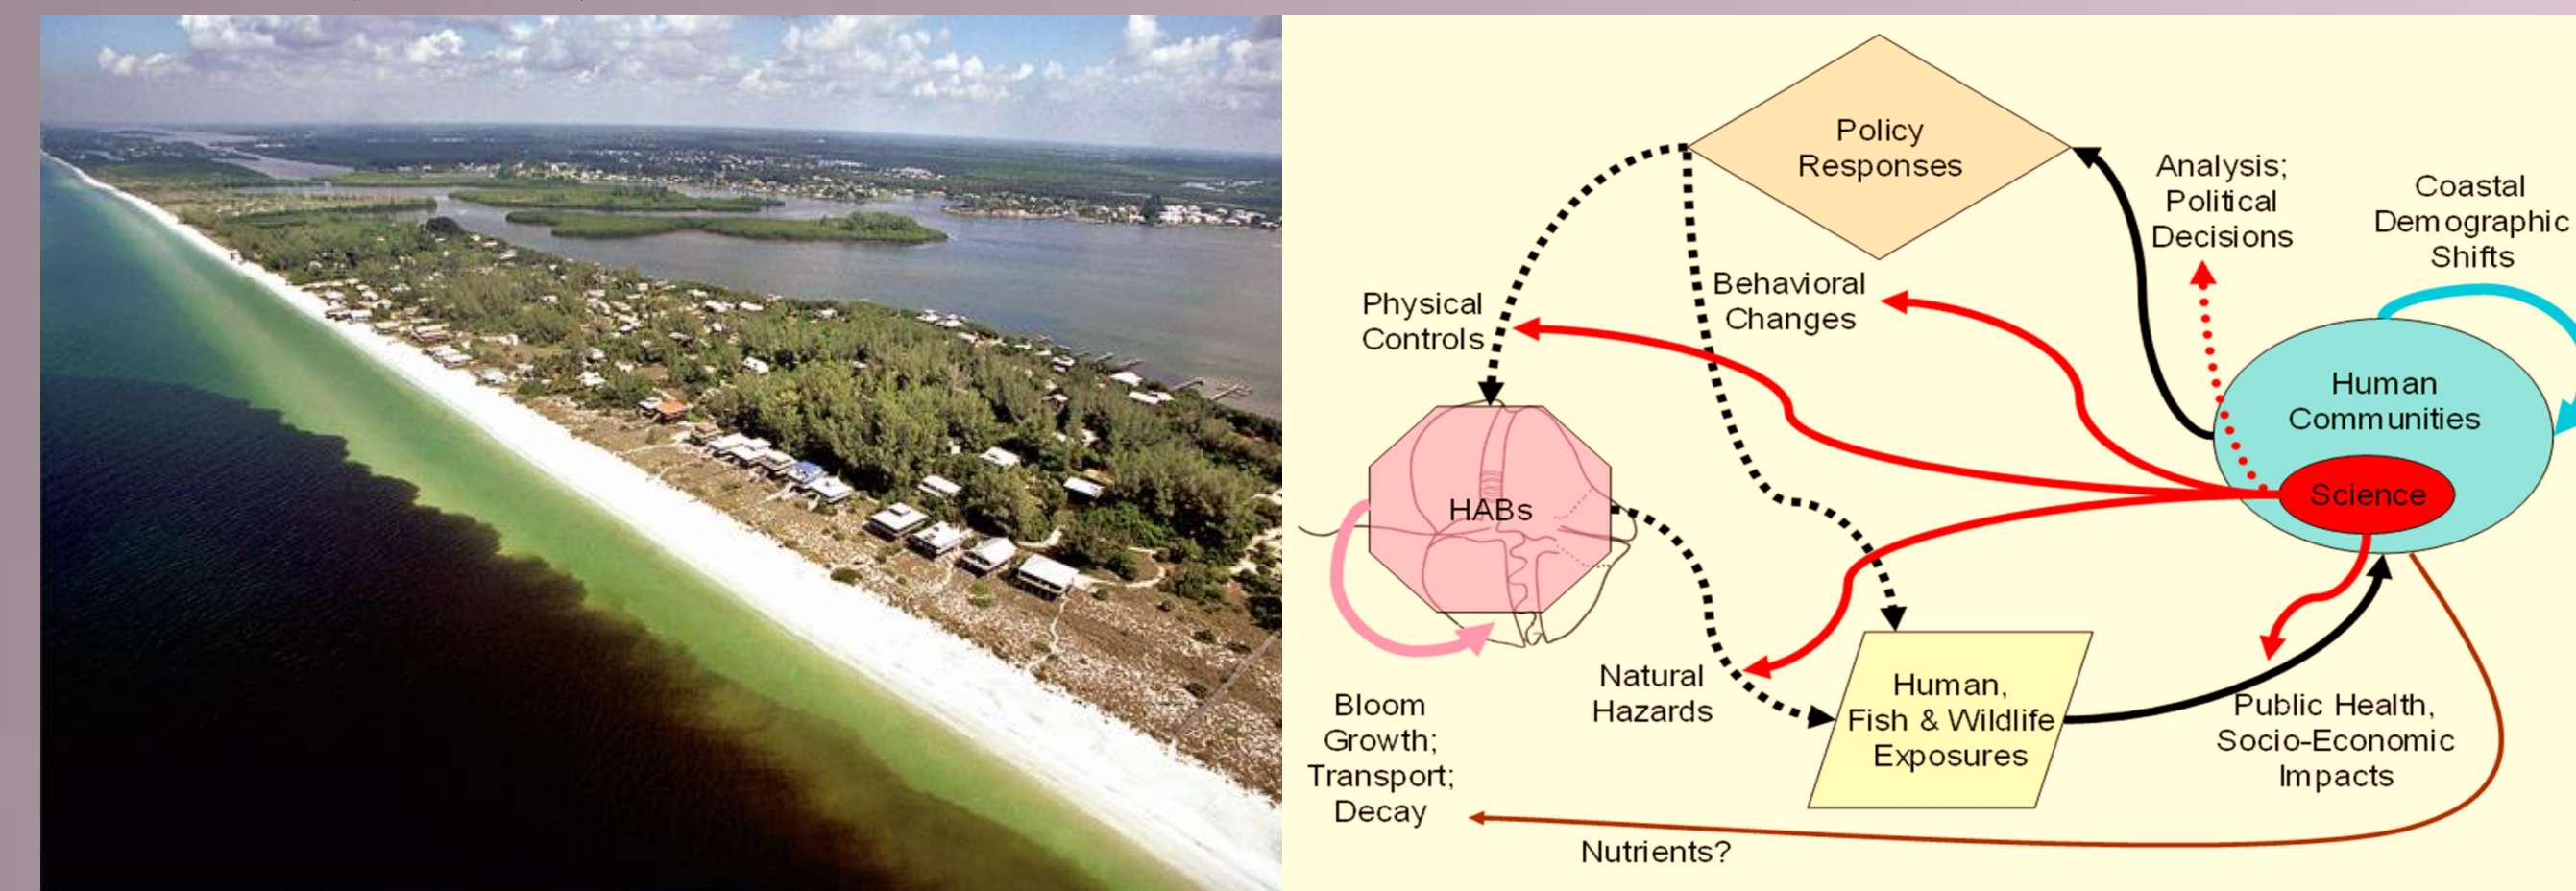 Policy
Responses
Analysis;
Political
Decisions
Coastal
Demographic
Shifts
Behavioral
Changes
Physical
Controls
Human
Communities
Science
HABs
Natural
Hazards
Human,
Fish & Wildlife
Exposures
Bloom
Growth;
Transport;
Decay
Public Health,
Socio-Economic
Impacts
Nutrients?